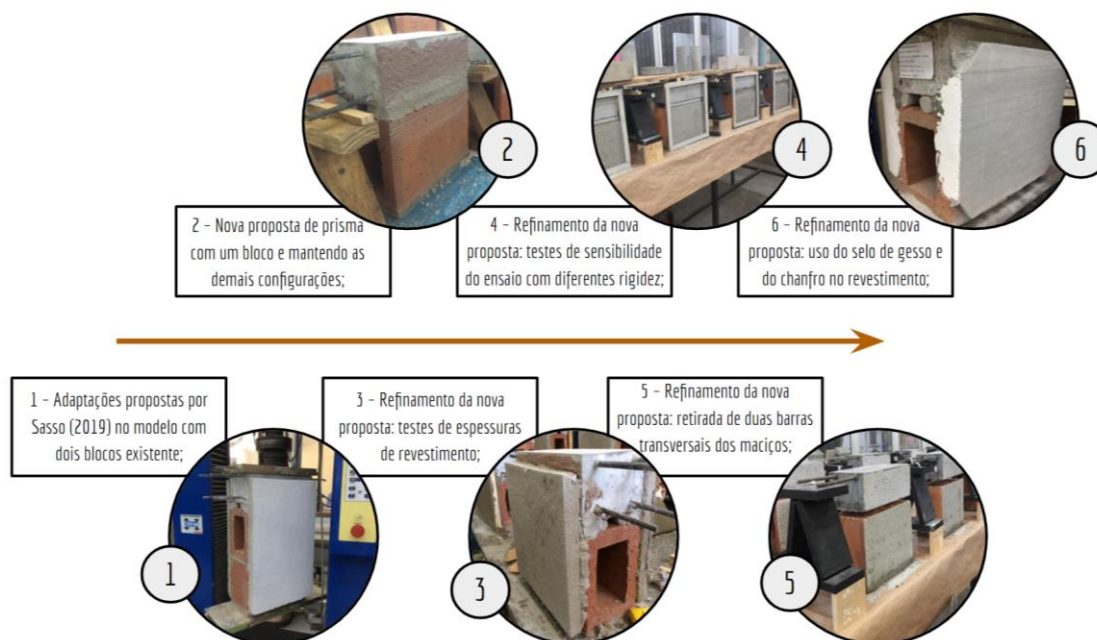 2
4
6
2 - Nova proposta de prisma
com um bloco e mantendo as
demais configurações;
4 - Refinamento da nova
proposta: testes de sensibilidade
do ensaio com diferentes rigidez;
6 - Refinamento da nova
proposta: uso do selo de gesso e
do chanfro no revestimento;
1 - Adaptações propostas por
Sasso (2019) no modelo com
dois blocos existente;
3 - Refinamento da nova
proposta: testes de espessuras
de revestimento;
5 - Refinamento da nova
proposta: retirada de duas barras
transversais dos maciços;
1
3
5